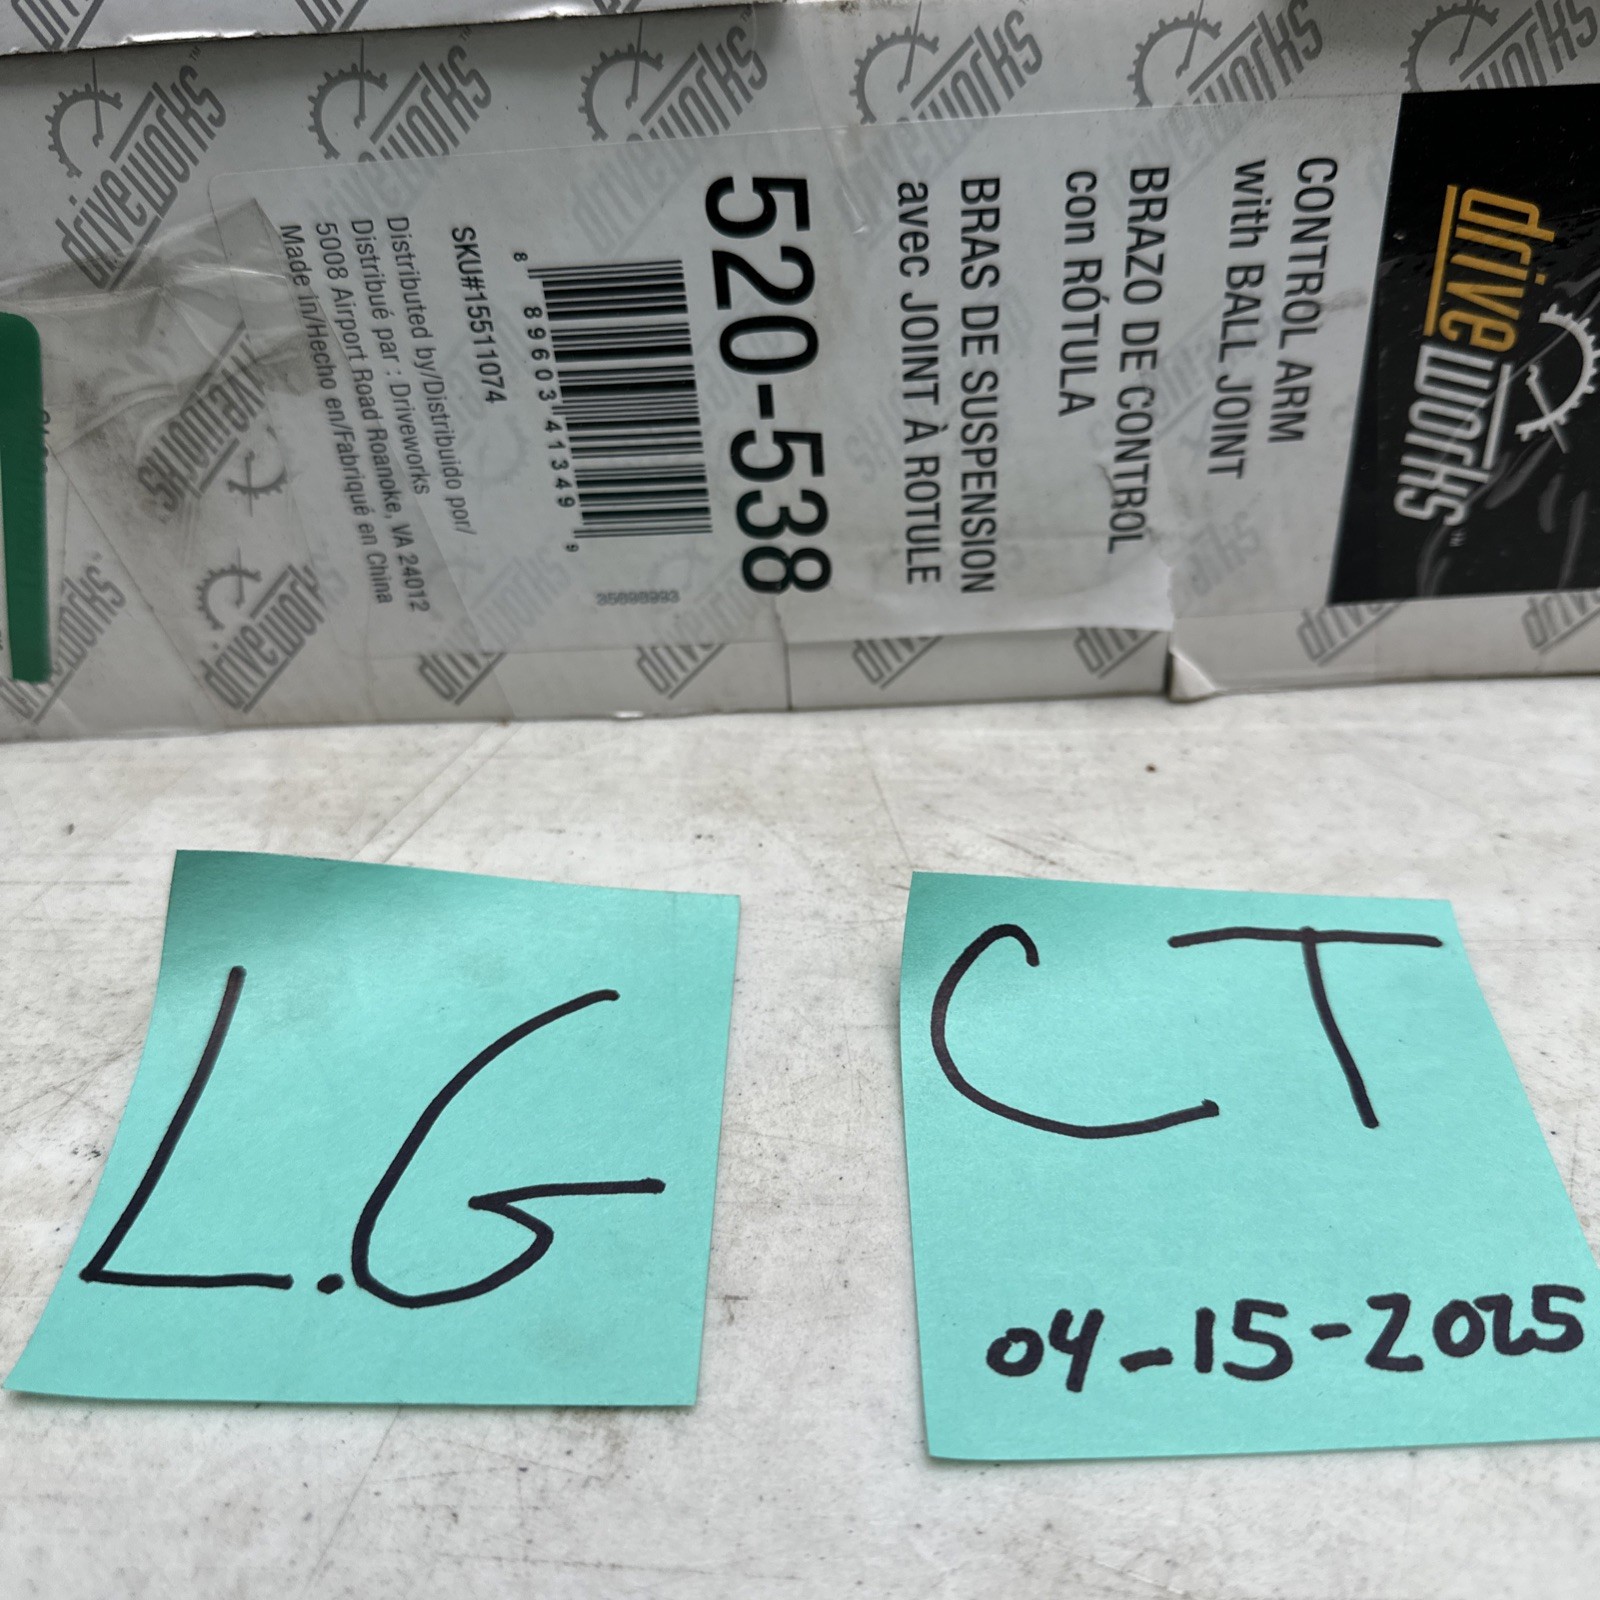 driveworks™
CONTROL ARM
with BALL JOINT
BRAZO DE CONTROL
con RÓTULA
BRAS DE SUSPENSION
avec JOINT À ROTULE
520-538
8 89603 41349 9
35898993
SKU#15511074
Distributed by/Distribuido por/
Distribué par : Driveworks
5008 Airport Road Roanoke, VA 24012
Made in/Hecho en/Fabriqué en China
L.G
CT
04-15-2025